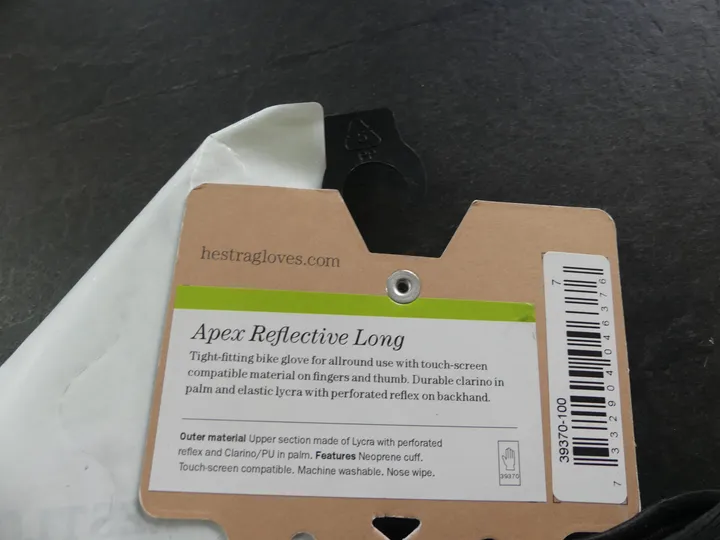 hestragloves.com
Apex Reflective Long
Tight-fitting bike glove for allround use with touch-screen
compatible material on fingers and thumb. Durable clarino in
palm and elastic lycra with perforated reflex on backhand.
Outer material Upper section made of Lycra with perforated
reflex and Clarino/PU in palm. Features Neoprene cuff.
Touch-screen compatible. Machine washable. Nose wipe.
39370
39370-100
7 332904 046376
7